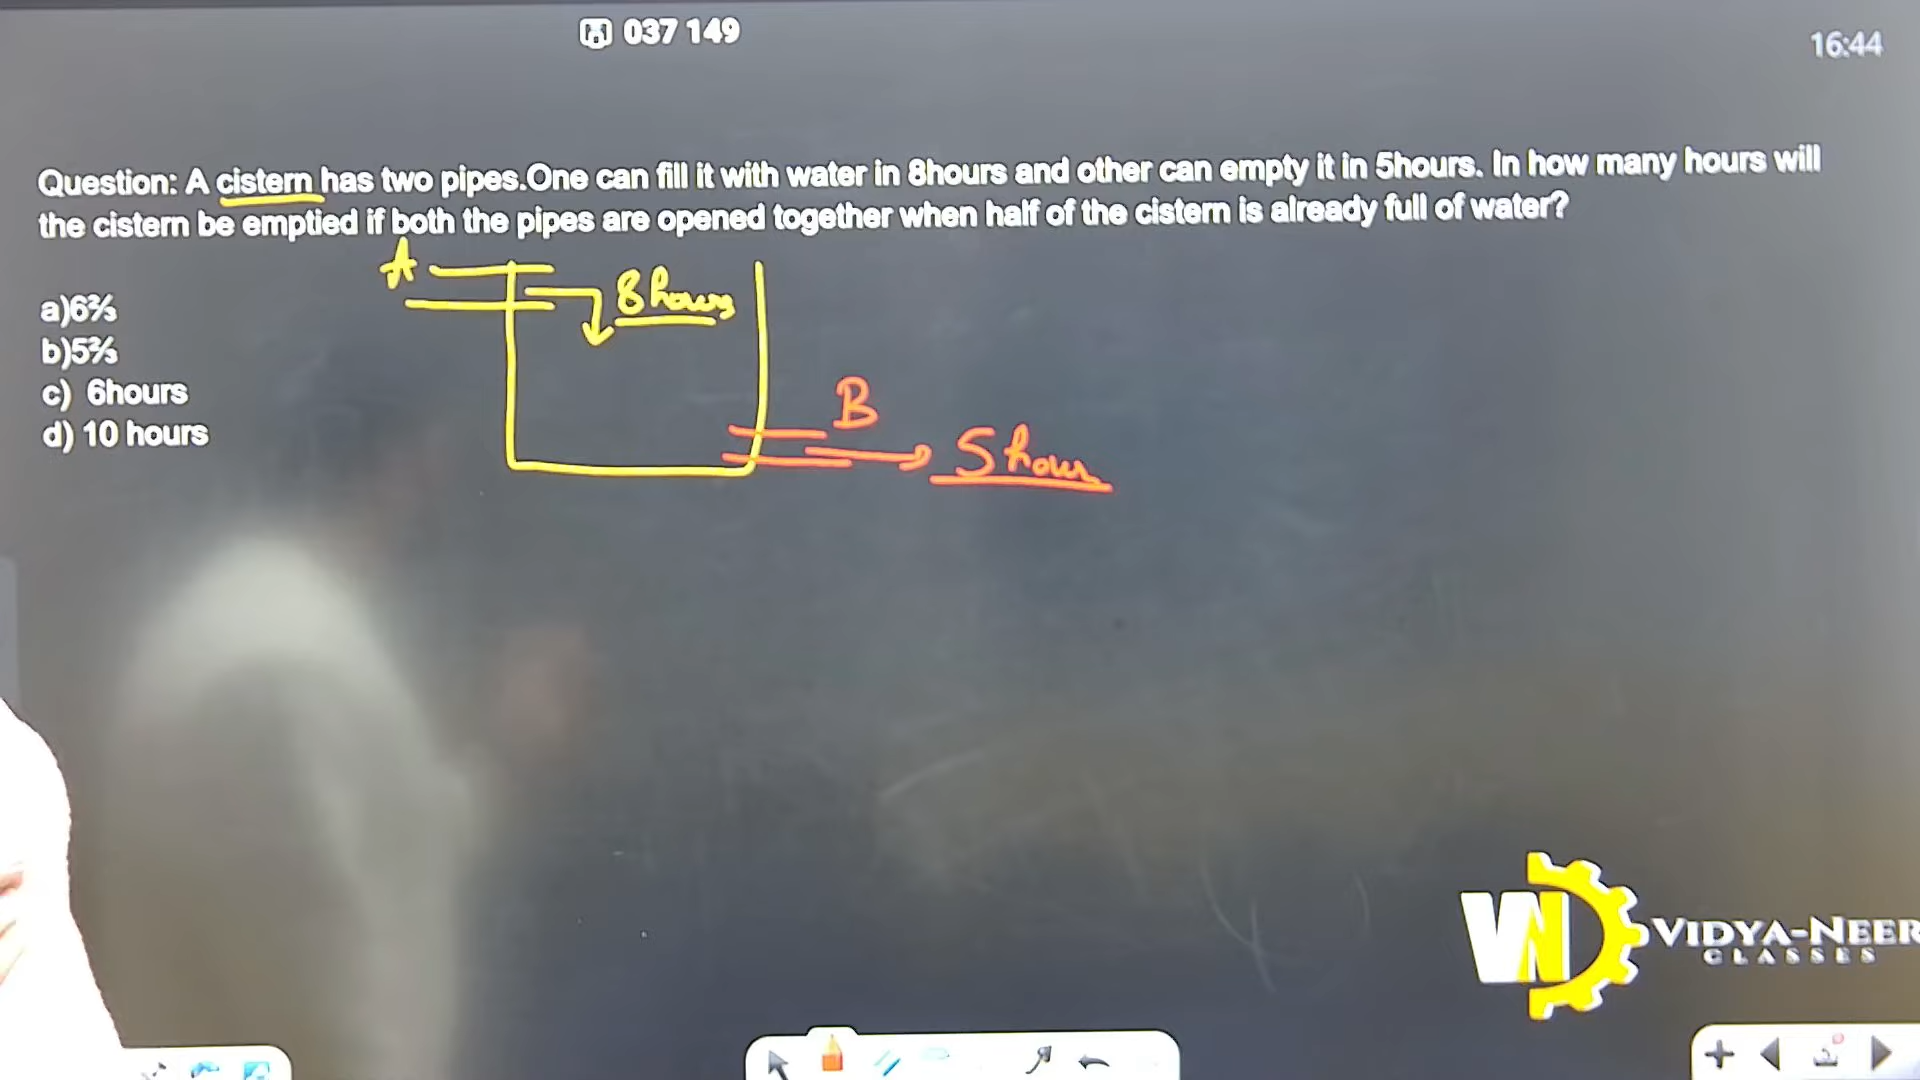 037 149
16:44
Question: A cistern has two pipes.One can fill it with water in 8hours and other can empty it in 5hours. In how many hours will
the cistern be emptied if both the pipes are opened together when half of the cistern is already full of water?
A
8 hours
a)6⅔
b)5⅔
c) 6hours
d) 10 hours
B
5 hour
VN
VIDYA-NEER
CLASSES